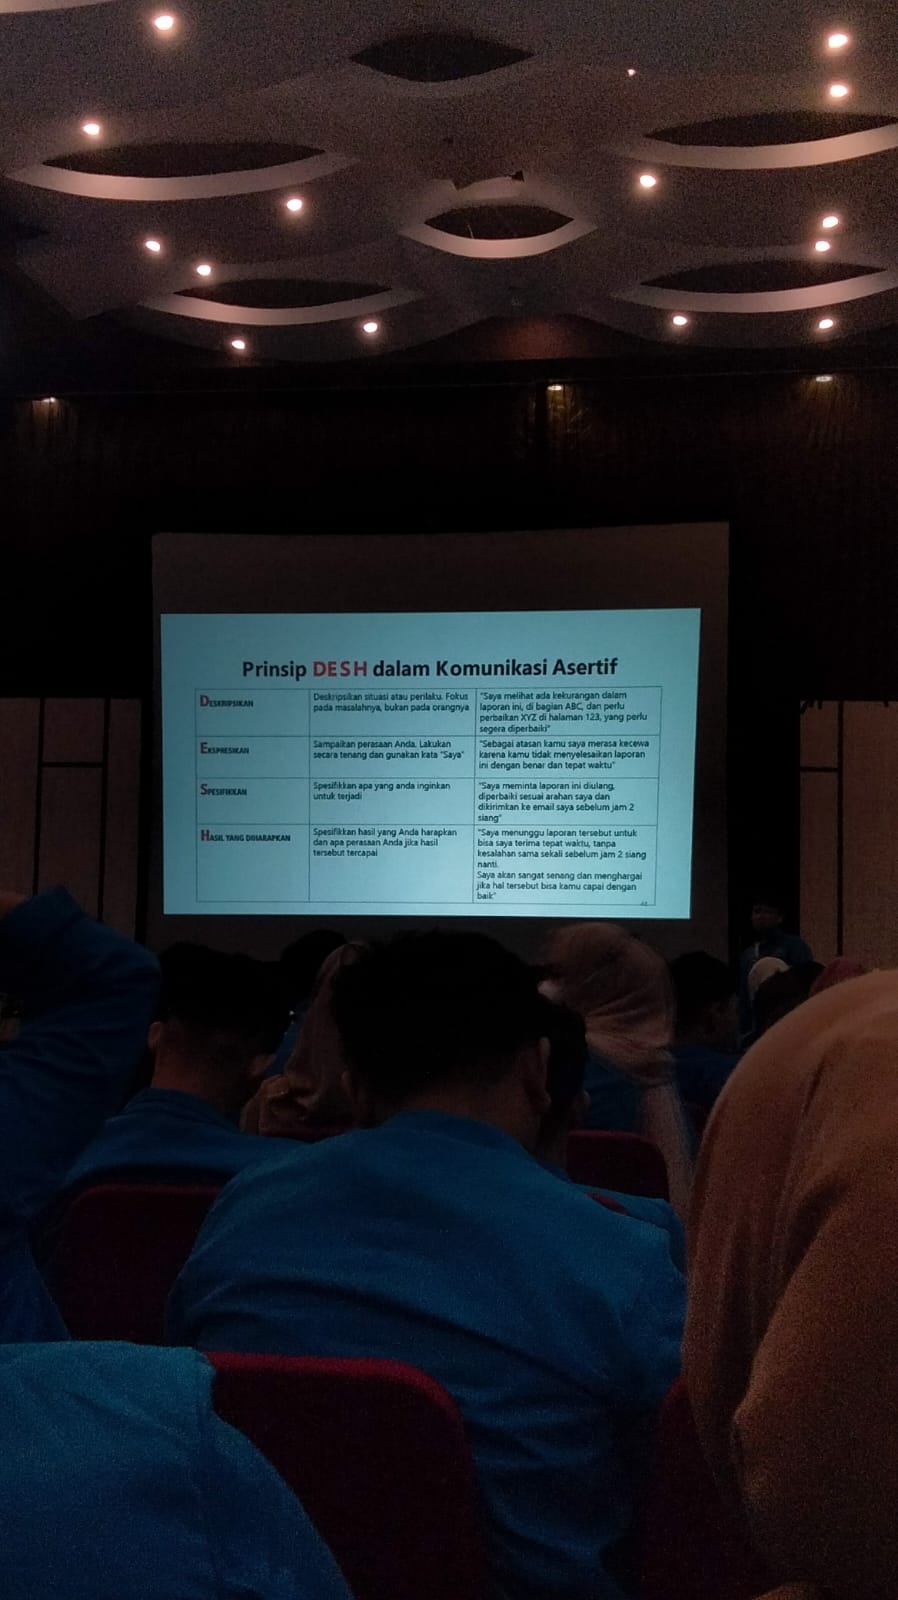 Prinsip DESH dalam Komunikasi Asertif
DESKRIPSIKAN
Deskripsikan situasi atau perilaku. Fokus
pada masalahnya, bukan pada orangnya
"Saya melihat ada kekurangan dalam
laporan ini, di bagian ABC, dan perlu
perbaikan XYZ di halaman 123, yang perlu
segera diperbaiki"
EKSPRESIKAN
Sampaikan perasaan Anda. Lakukan
secara tenang dan gunakan kata "Saya"
"Sebagai atasan kamu saya merasa kecewa
karena kamu tidak menyelesaikan laporan
ini dengan benar dan tepat waktu"
SPESIFIKKAN
Spesifikkan apa yang anda inginkan
untuk terjadi
"Saya meminta laporan ini diulang,
diperbaiki sesuai arahan saya dan
dikirimkan ke email saya sebelum jam 2
siang"
HASIL YANG DIHARAPKAN
Spesifikkan hasil yang Anda harapkan
dan apa perasaan Anda jika hasil
tersebut tercapai
"Saya menunggu laporan tersebut untuk
bisa saya terima tepat waktu, tanpa
kesalahan sama sekali sebelum jam 2 siang
nanti.
Saya akan sangat senang dan menghargai
jika hal tersebut bisa kamu capai dengan
baik"